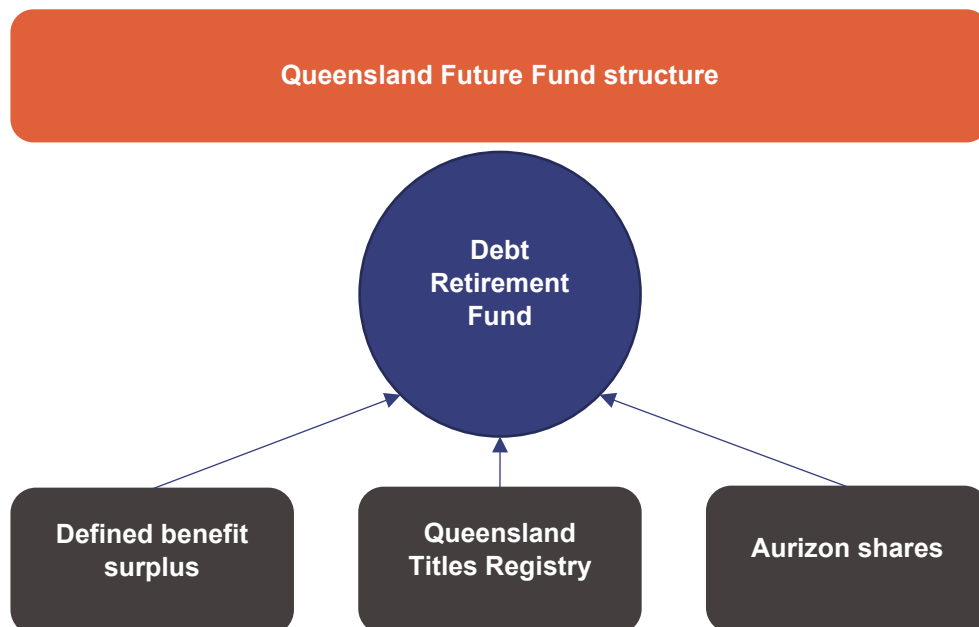 Queensland Future Fund structure
Debt
Retirement
Fund
Defined benefit
surplus
Queensland
Titles Registry
Aurizon shares